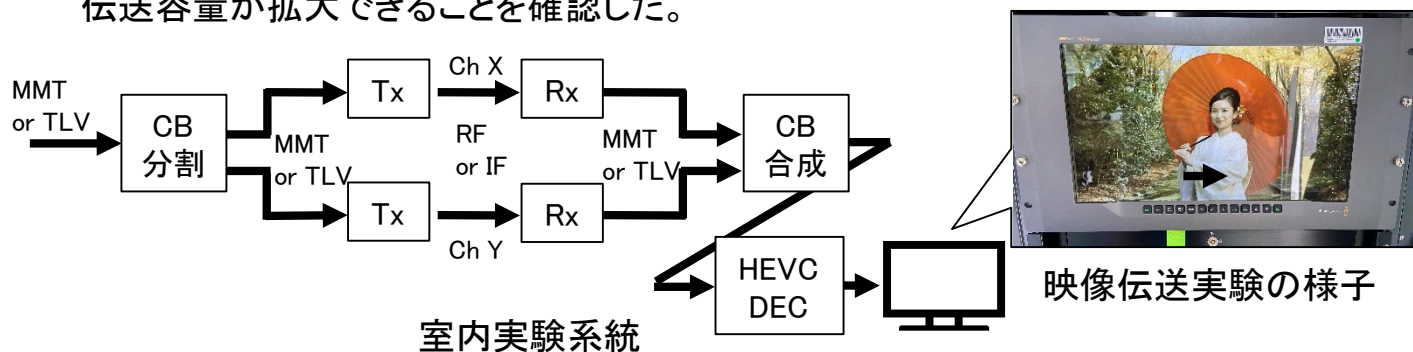 伝送容量が拡大できることを確認した。
MMT
or TLV
CB
分割
Tx
Ch X
Rx
MMT
or TLV
RF
or IF
MMT
or TLV
CB
合成
Tx
Ch Y
Rx
HEVC
DEC
室内実験系統
映像伝送実験の様子